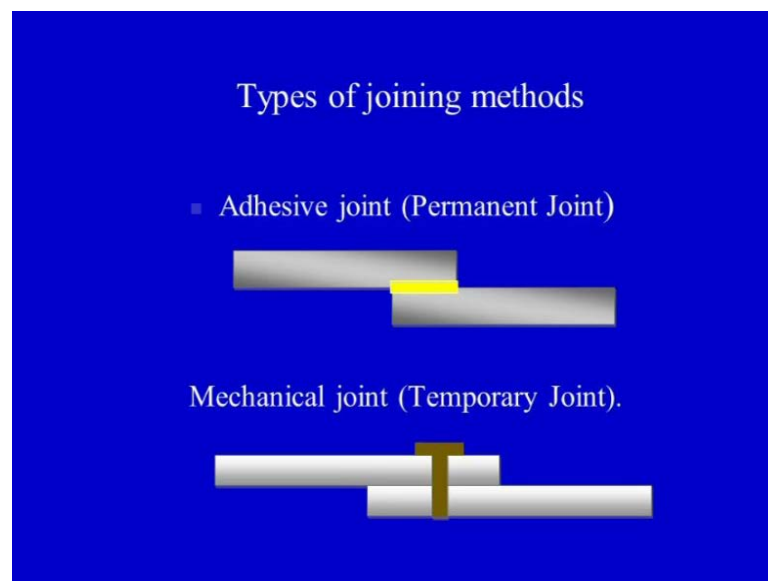 Types of joining methods
Adhesive joint (Permanent Joint)
Mechanical joint (Temporary Joint).